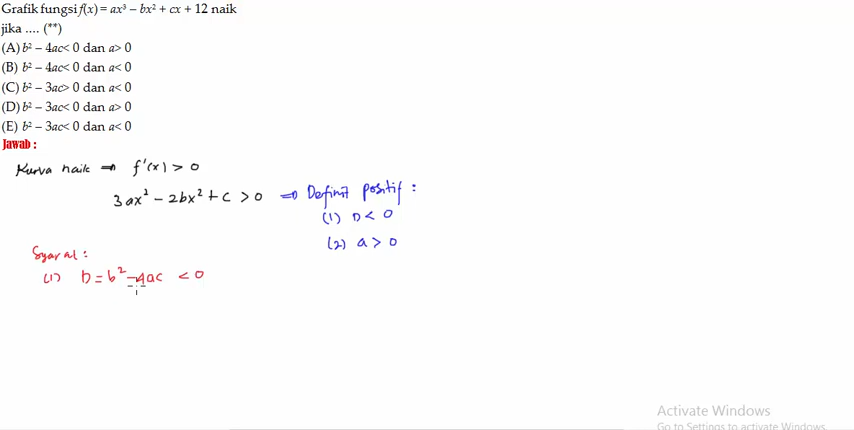 Grafik fungsi f(x) = ax³ – bx² + cx + 12 naik
jika .... (**)
(A) b² – 4ac < 0 dan a > 0
(B) b² – 4ac < 0 dan a < 0
(C) b² – 3ac > 0 dan a < 0
(D) b² – 3ac < 0 dan a > 0
(E) b² – 3ac < 0 dan a < 0
Jawab :
Kurva naik ⇒ f'(x) > 0
3ax² – 2bx² + c > 0 ⇒ Definit positif :
(1) D < 0
(2) a > 0
Syarat :
(1) D = b² – 4ac < 0
Activate Windows
Go to Settings to activate Windows.